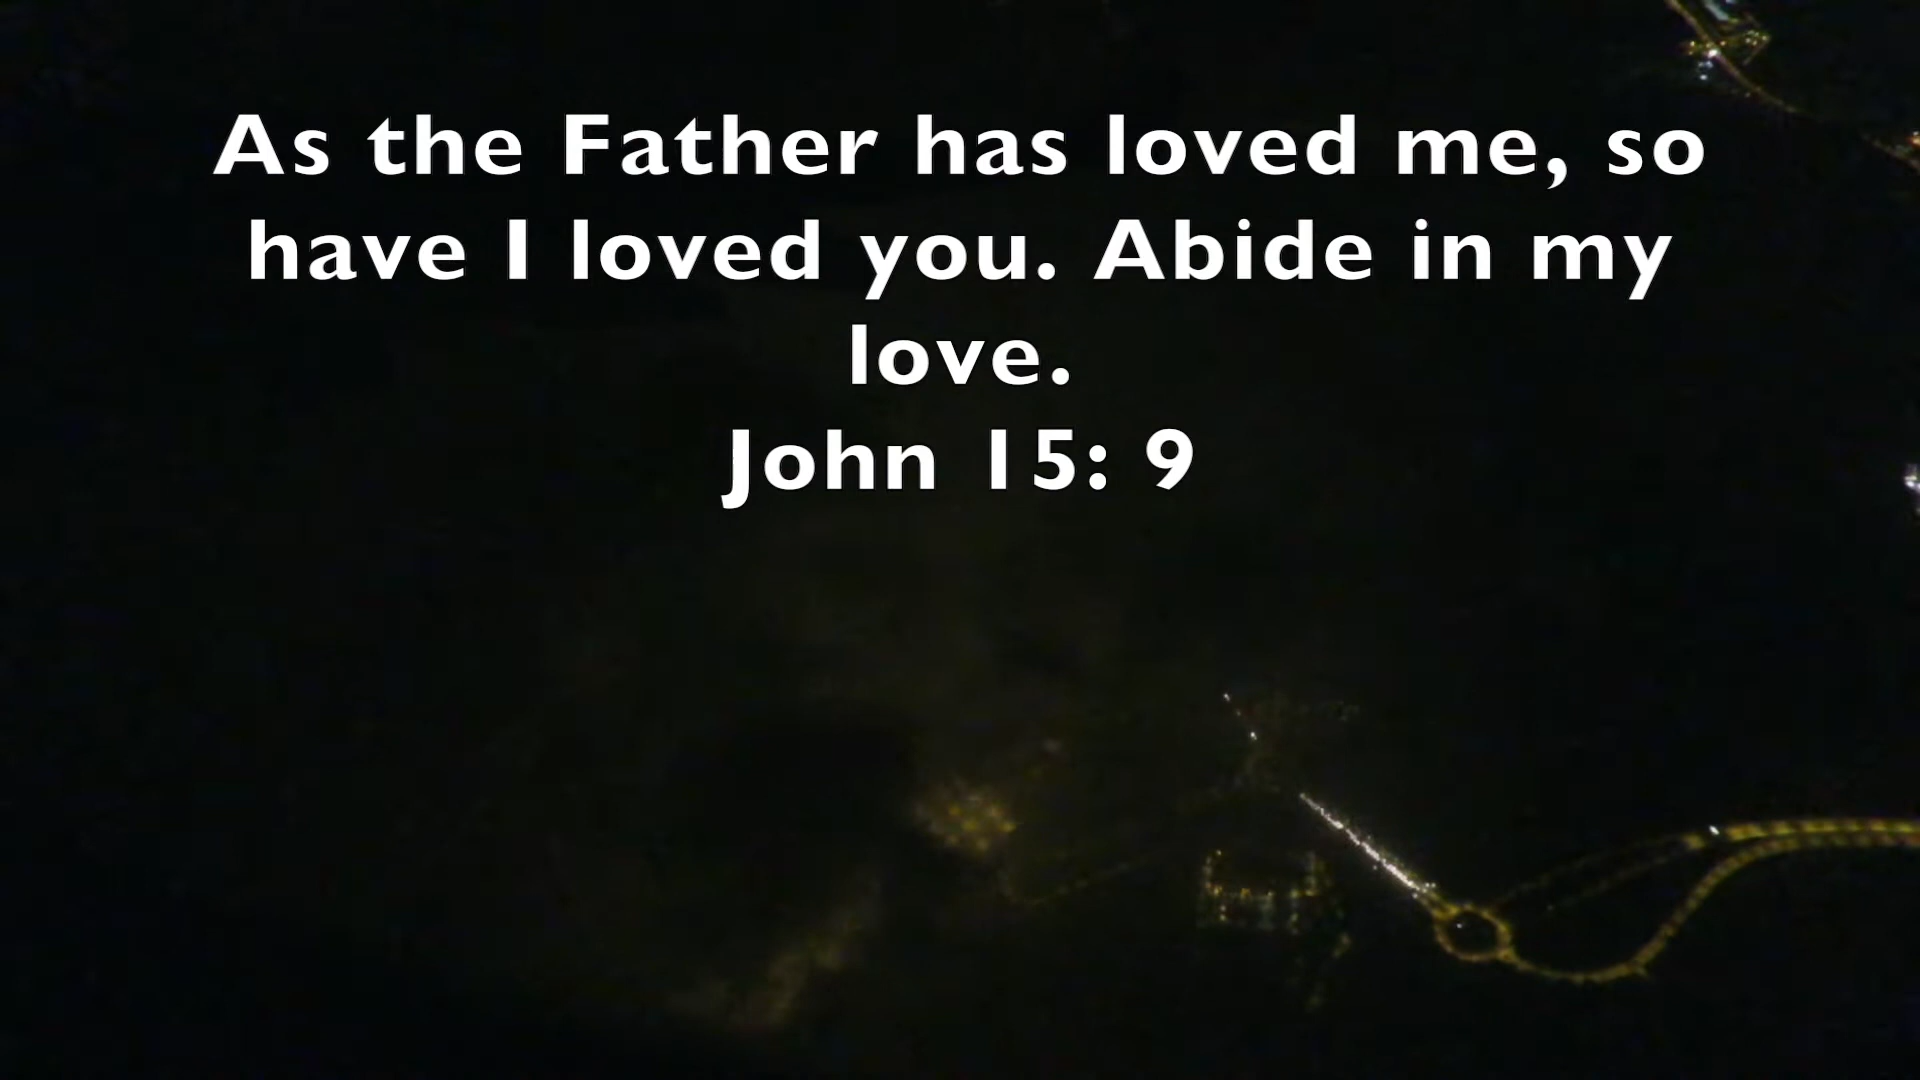 As the Father has loved me, so
have I loved you. Abide in my
love.
John 15: 9